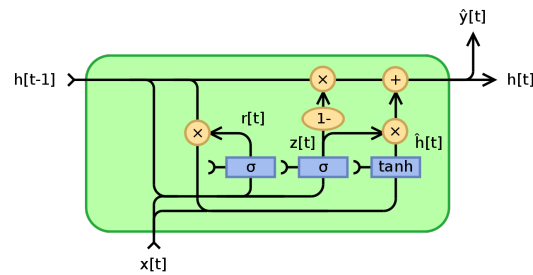 ŷ[t]
h[t-1]
×
+
h[t]
1-
r[t]
×
z[t]
×
ĥ[t]
σ
σ
tanh
x[t]